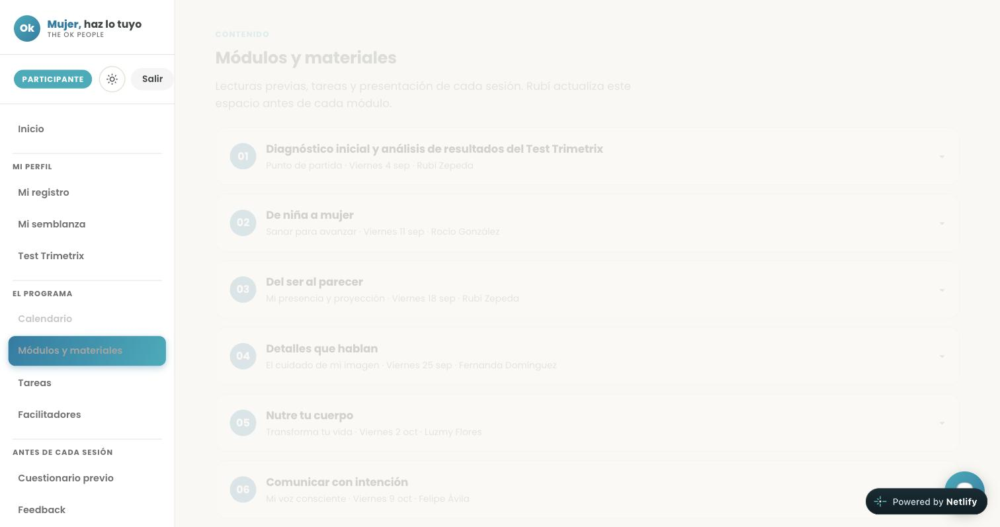 Ok
Mujer, haz lo tuyo
THE OK PEOPLE
PARTICIPANTE
Salir
Inicio
MI PERFIL
Mi registro
Mi semblanza
Test Trimetrix
EL PROGRAMA
Calendario
Módulos y materiales
Tareas
Facilitadores
ANTES DE CADA SESIÓN
Cuestionario previo
Feedback
CONTENIDO
Módulos y materiales
Lecturas previas, tareas y presentación de cada sesión. Rubí actualiza este
espacio antes de cada módulo.
01
Diagnóstico inicial y análisis de resultados del Test Trimetrix
Punto de partida · Viernes 4 sep · Rubí Zepeda
02
De niña a mujer
Sanar para avanzar · Viernes 11 sep · Rocío González
03
Del ser al parecer
Mi presencia y proyección · Viernes 18 sep · Rubí Zepeda
04
Detalles que hablan
El cuidado de mi imagen · Viernes 25 sep · Fernanda Domínguez
05
Nutre tu cuerpo
Transforma tu vida · Viernes 2 oct · Luzmy Flores
06
Comunicar con intención
Mi voz consciente · Viernes 9 oct · Felipe Ávila
Powered by Netlify